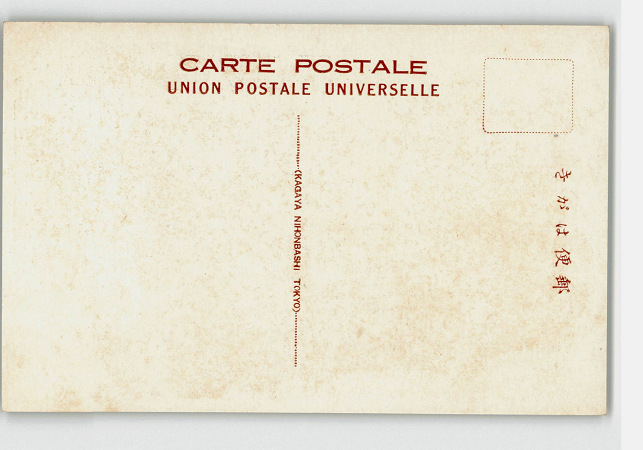 CARTE POSTALE
UNION POSTALE UNIVERSELLE
(KAGAYA NIHONBASHI TOKYO)
きがは便郵